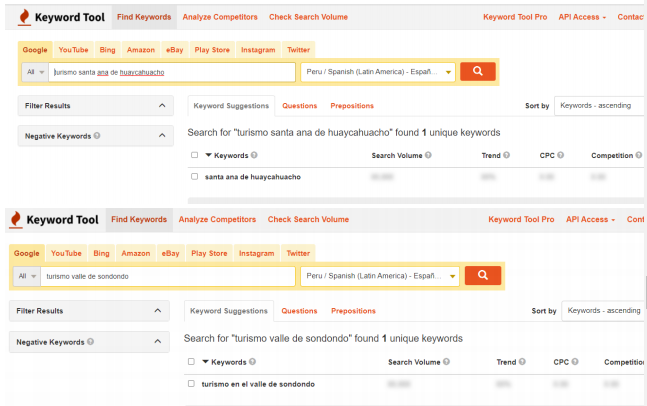 Keyword Tool Find Keywords Analyze Competitors Check Search Volume Keyword Tool Pro API Access Contac
Google YouTube Bing Amazon eBay Play Store Instagram Twitter
All turismo santa ana de huaycahuacho Peru / Spanish (Latin America) - Españ...
Filter Results Keyword Suggestions Questions Prepositions Sort by Keywords - ascending
Negative Keywords Search for "turismo santa ana de huaycahuacho" found 1 unique keywords
Keywords Search Volume Trend CPC Competition
santa ana de huaycahuacho
Keyword Tool Find Keywords Analyze Competitors Check Search Volume Keyword Tool Pro API Access Cont
Google YouTube Bing Amazon eBay Play Store Instagram Twitter
All turismo valle de sondondo Peru / Spanish (Latin America) - Españ...
Filter Results Keyword Suggestions Questions Prepositions Sort by Keywords - ascending
Negative Keywords Search for "turismo valle de sondondo" found 1 unique keywords
Keywords Search Volume Trend CPC Competitio
turismo en el valle de sondondo